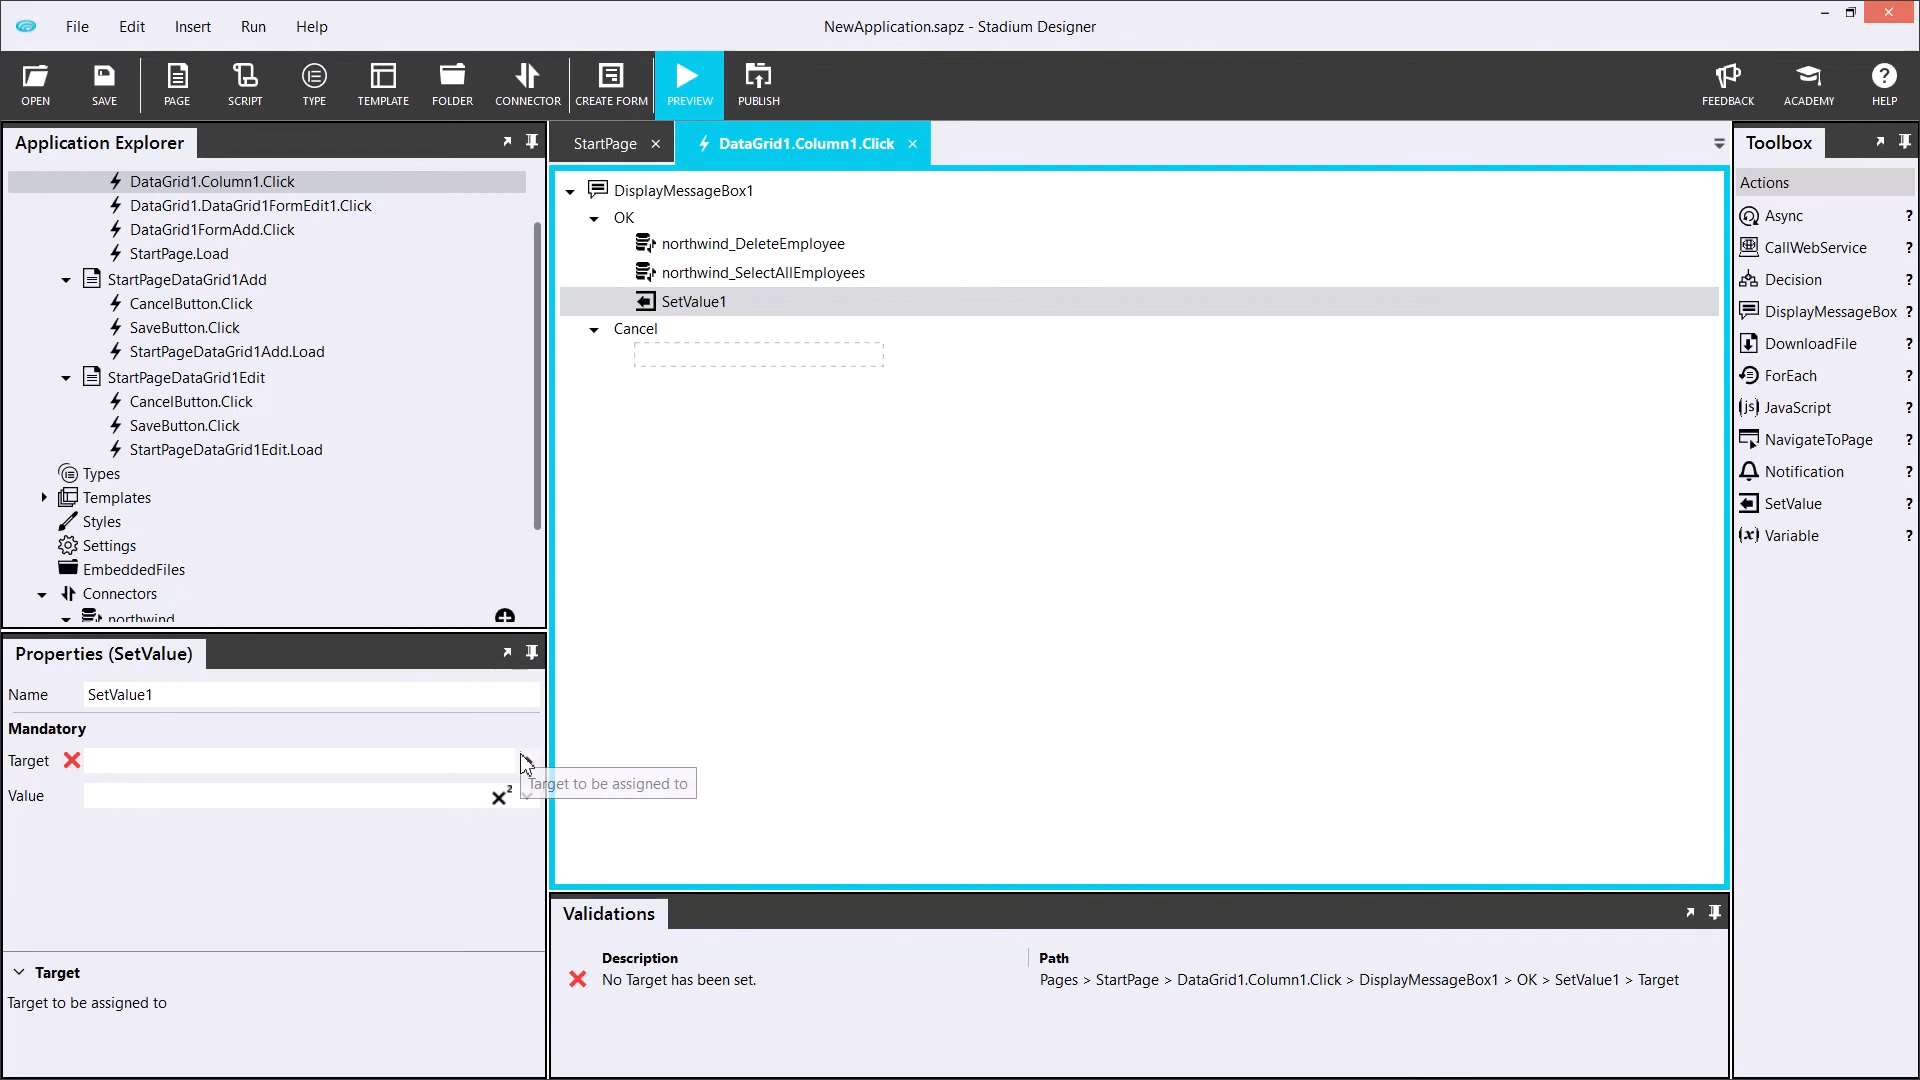 File Edit Insert Run Help
NewApplication.sapz - Stadium Designer
OPEN SAVE PAGE SCRIPT TYPE TEMPLATE FOLDER CONNECTOR CREATE FORM PREVIEW PUBLISH FEEDBACK ACADEMY HELP
Application Explorer
DataGrid1.Column1.Click
DataGrid1.DataGrid1FormEdit1.Click
DataGrid1FormAdd.Click
StartPage.Load
StartPageDataGrid1Add
CancelButton.Click
SaveButton.Click
StartPageDataGrid1Add.Load
StartPageDataGrid1Edit
CancelButton.Click
SaveButton.Click
StartPageDataGrid1Edit.Load
Types
Templates
Styles
Settings
EmbeddedFiles
Connectors
northwind
Properties (SetValue)
Name SetValue1
Mandatory
Target
Value x²
Target to be assigned to
Target
Target to be assigned to
StartPage
DataGrid1.Column1.Click
DisplayMessageBox1
OK
northwind_DeleteEmployee
northwind_SelectAllEmployees
SetValue1
Cancel
Validations
Description Path
No Target has been set. Pages > StartPage > DataGrid1.Column1.Click > DisplayMessageBox1 > OK > SetValue1 > Target
Toolbox
Actions
Async ?
CallWebService ?
Decision ?
DisplayMessageBox ?
DownloadFile ?
ForEach ?
(js) JavaScript ?
NavigateToPage ?
Notification ?
SetValue ?
(x) Variable ?